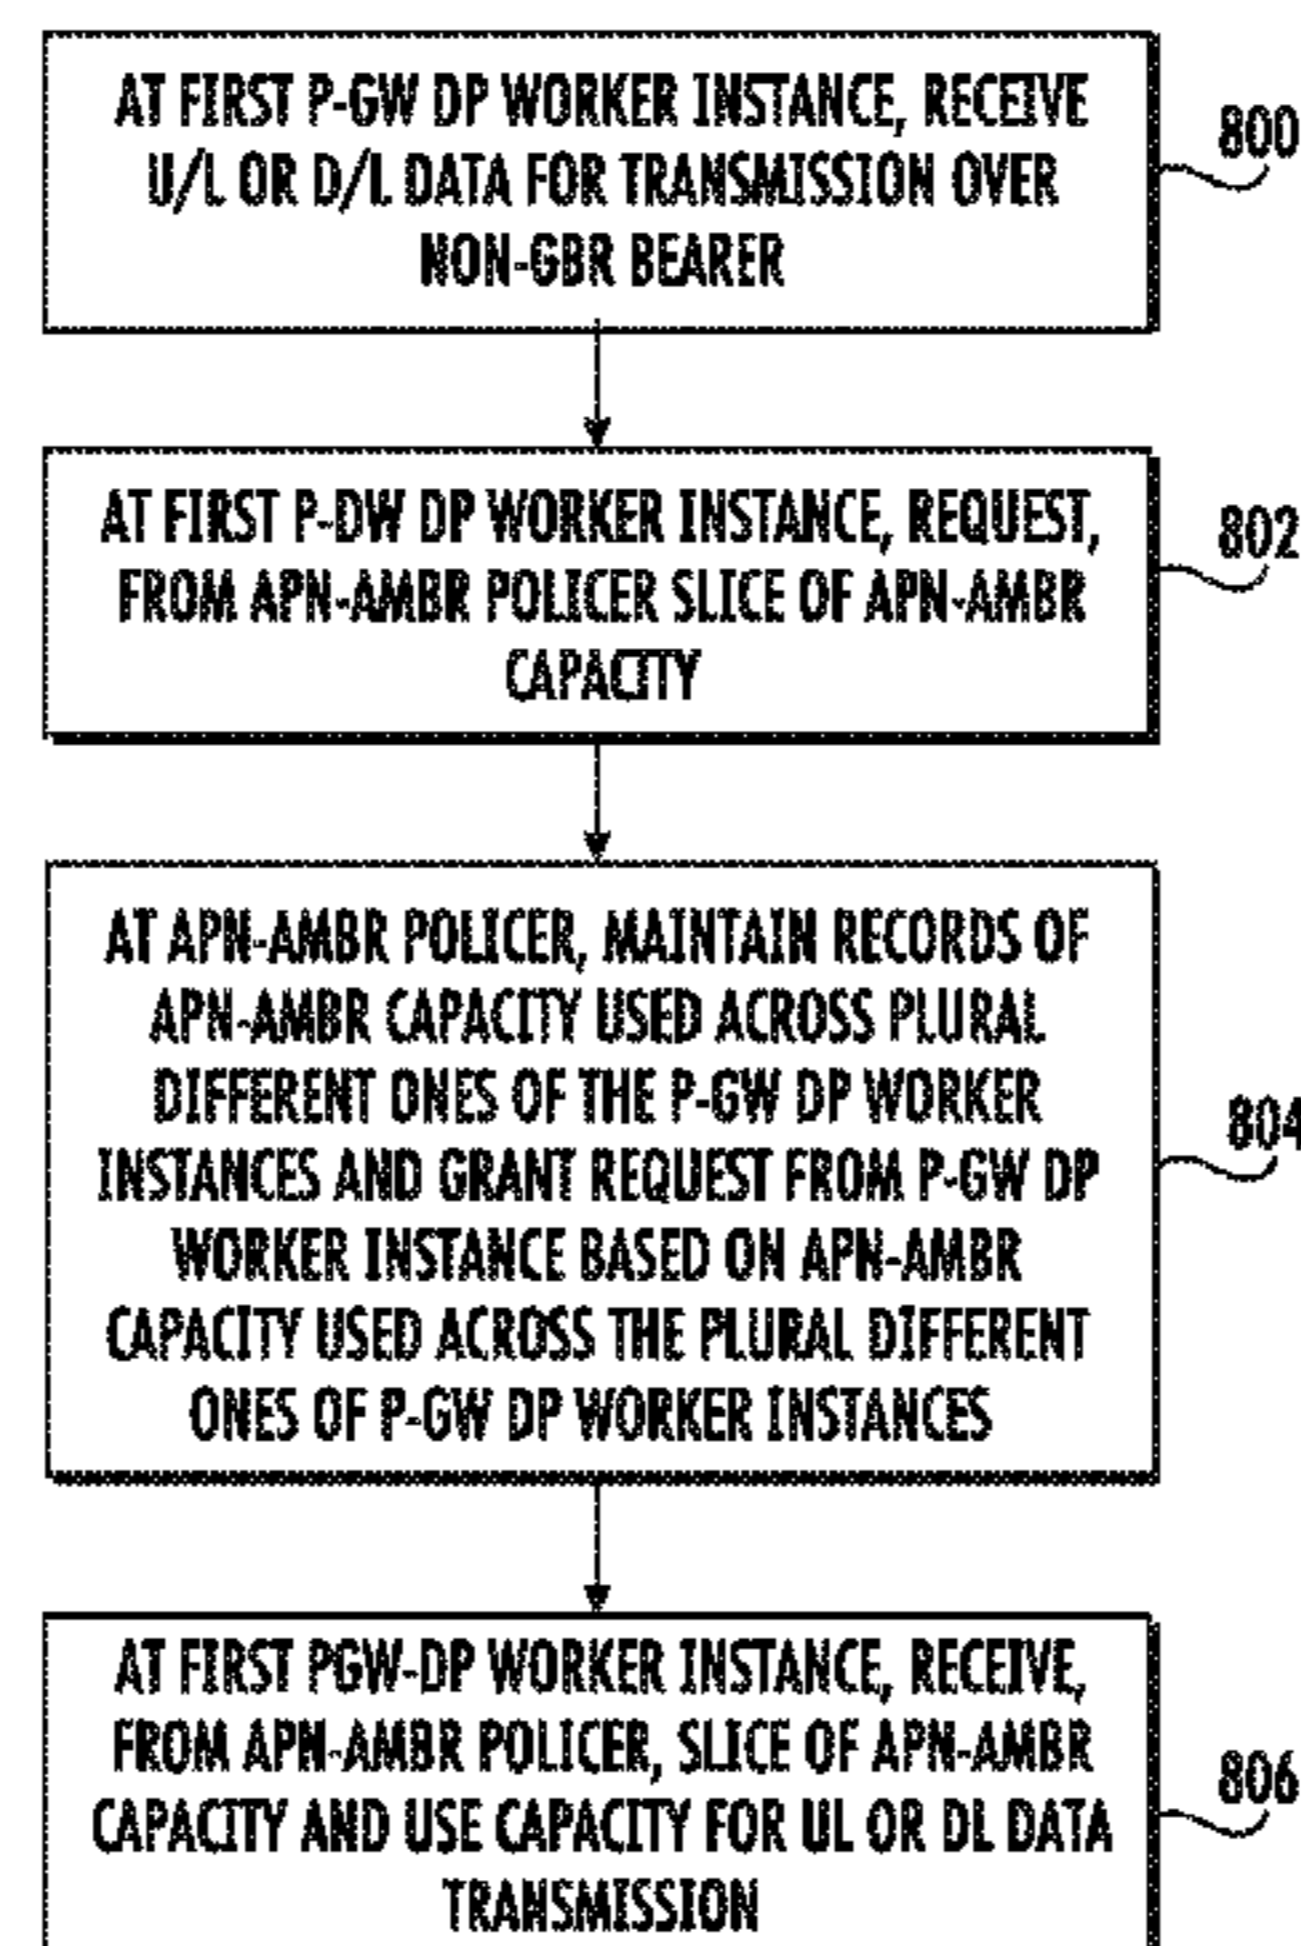 AT FIRST P-GW DP WORKER INSTANCE, RECEIVE
U/L OR D/L DATA FOR TRANSMISSION OVER
NON-GBR BEARER
800
AT FIRST P-DW DP WORKER INSTANCE, REQUEST,
FROM APN-AMBR POLICER SLICE OF APN-AMBR
CAPACITY
802
AT APN-AMBR POLICER, MAINTAIN RECORDS OF
APN-AMBR CAPACITY USED ACROSS PLURAL
DIFFERENT ONES OF THE P-GW DP WORKER
INSTANCES AND GRANT REQUEST FROM P-GW DP
WORKER INSTANCE BASED ON APN-AMBR
CAPACITY USED ACROSS THE PLURAL DIFFERENT
ONES OF P-GW DP WORKER INSTANCES
804
AT FIRST PGW-DP WORKER INSTANCE, RECEIVE,
FROM APN-AMBR POLICER, SLICE OF APN-AMBR
CAPACITY AND USE CAPACITY FOR UL OR DL DATA
TRANSMISSION
806